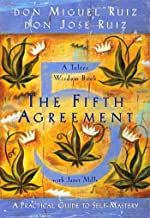 DON MIGUEL RUIZ
DON JOSE RUIZ
A Toltec
Wisdom Book
THE FIFTH
AGREEMENT
5
with Janet Mills
A PRACTICAL GUIDE TO SELF-MASTERY